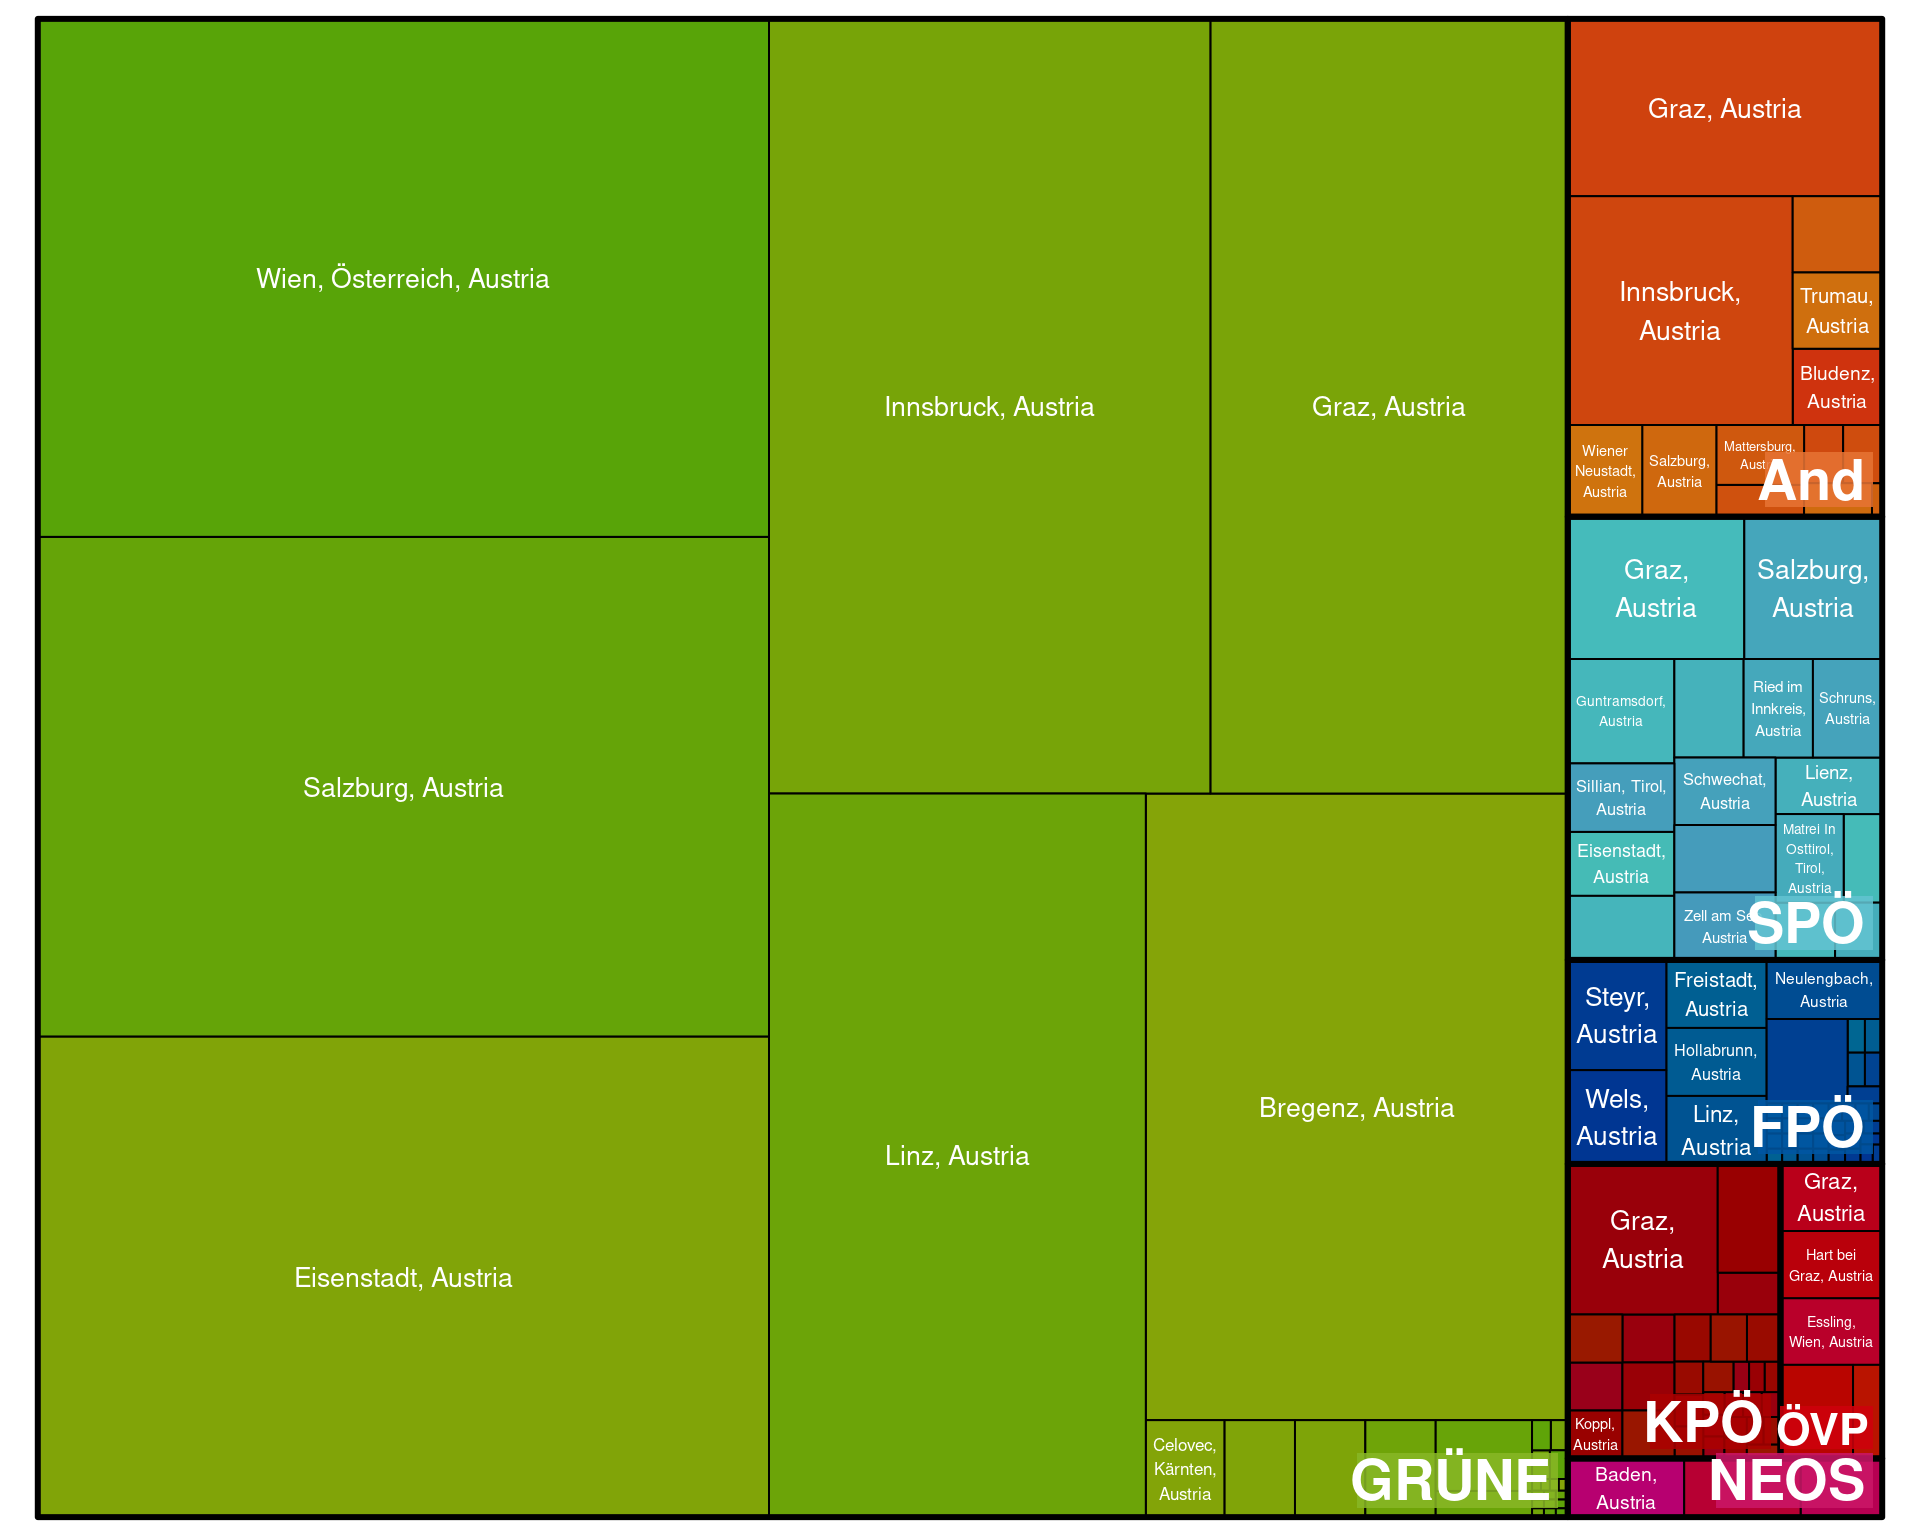 Wien, Österreich, Austria
Salzburg, Austria
Eisenstadt, Austria
Innsbruck, Austria
Graz, Austria
Linz, Austria
Bregenz, Austria
Celovec,
Kärnten,
Austria
GRÜNE
Graz, Austria
Innsbruck,
Austria
Trumau,
Austria
Bludenz,
Austria
Wiener
Neustadt,
Austria
Salzburg,
Austria
Mattersburg,
And
Graz,
Austria
Salzburg,
Austria
Guntramsdorf,
Austria
Ried im
Innkreis,
Austria
Schruns,
Austria
Sillian, Tirol,
Austria
Schwechat,
Austria
Lienz,
Austria
Eisenstadt,
Austria
Matrei In
Osttirol,
Tirol,
Austria
Zell am
Austria
SPÖ
Steyr,
Austria
Freistadt,
Austria
Neulengbach,
Austria
Hollabrunn,
Austria
Wels,
Austria
Linz,
Austria
FPÖ
Graz,
Austria
Koppl,
Austria
KPÖ
Graz,
Austria
Hart bei
Graz, Austria
Essling,
Wien, Austria
ÖVP
Baden,
Austria
NEOS